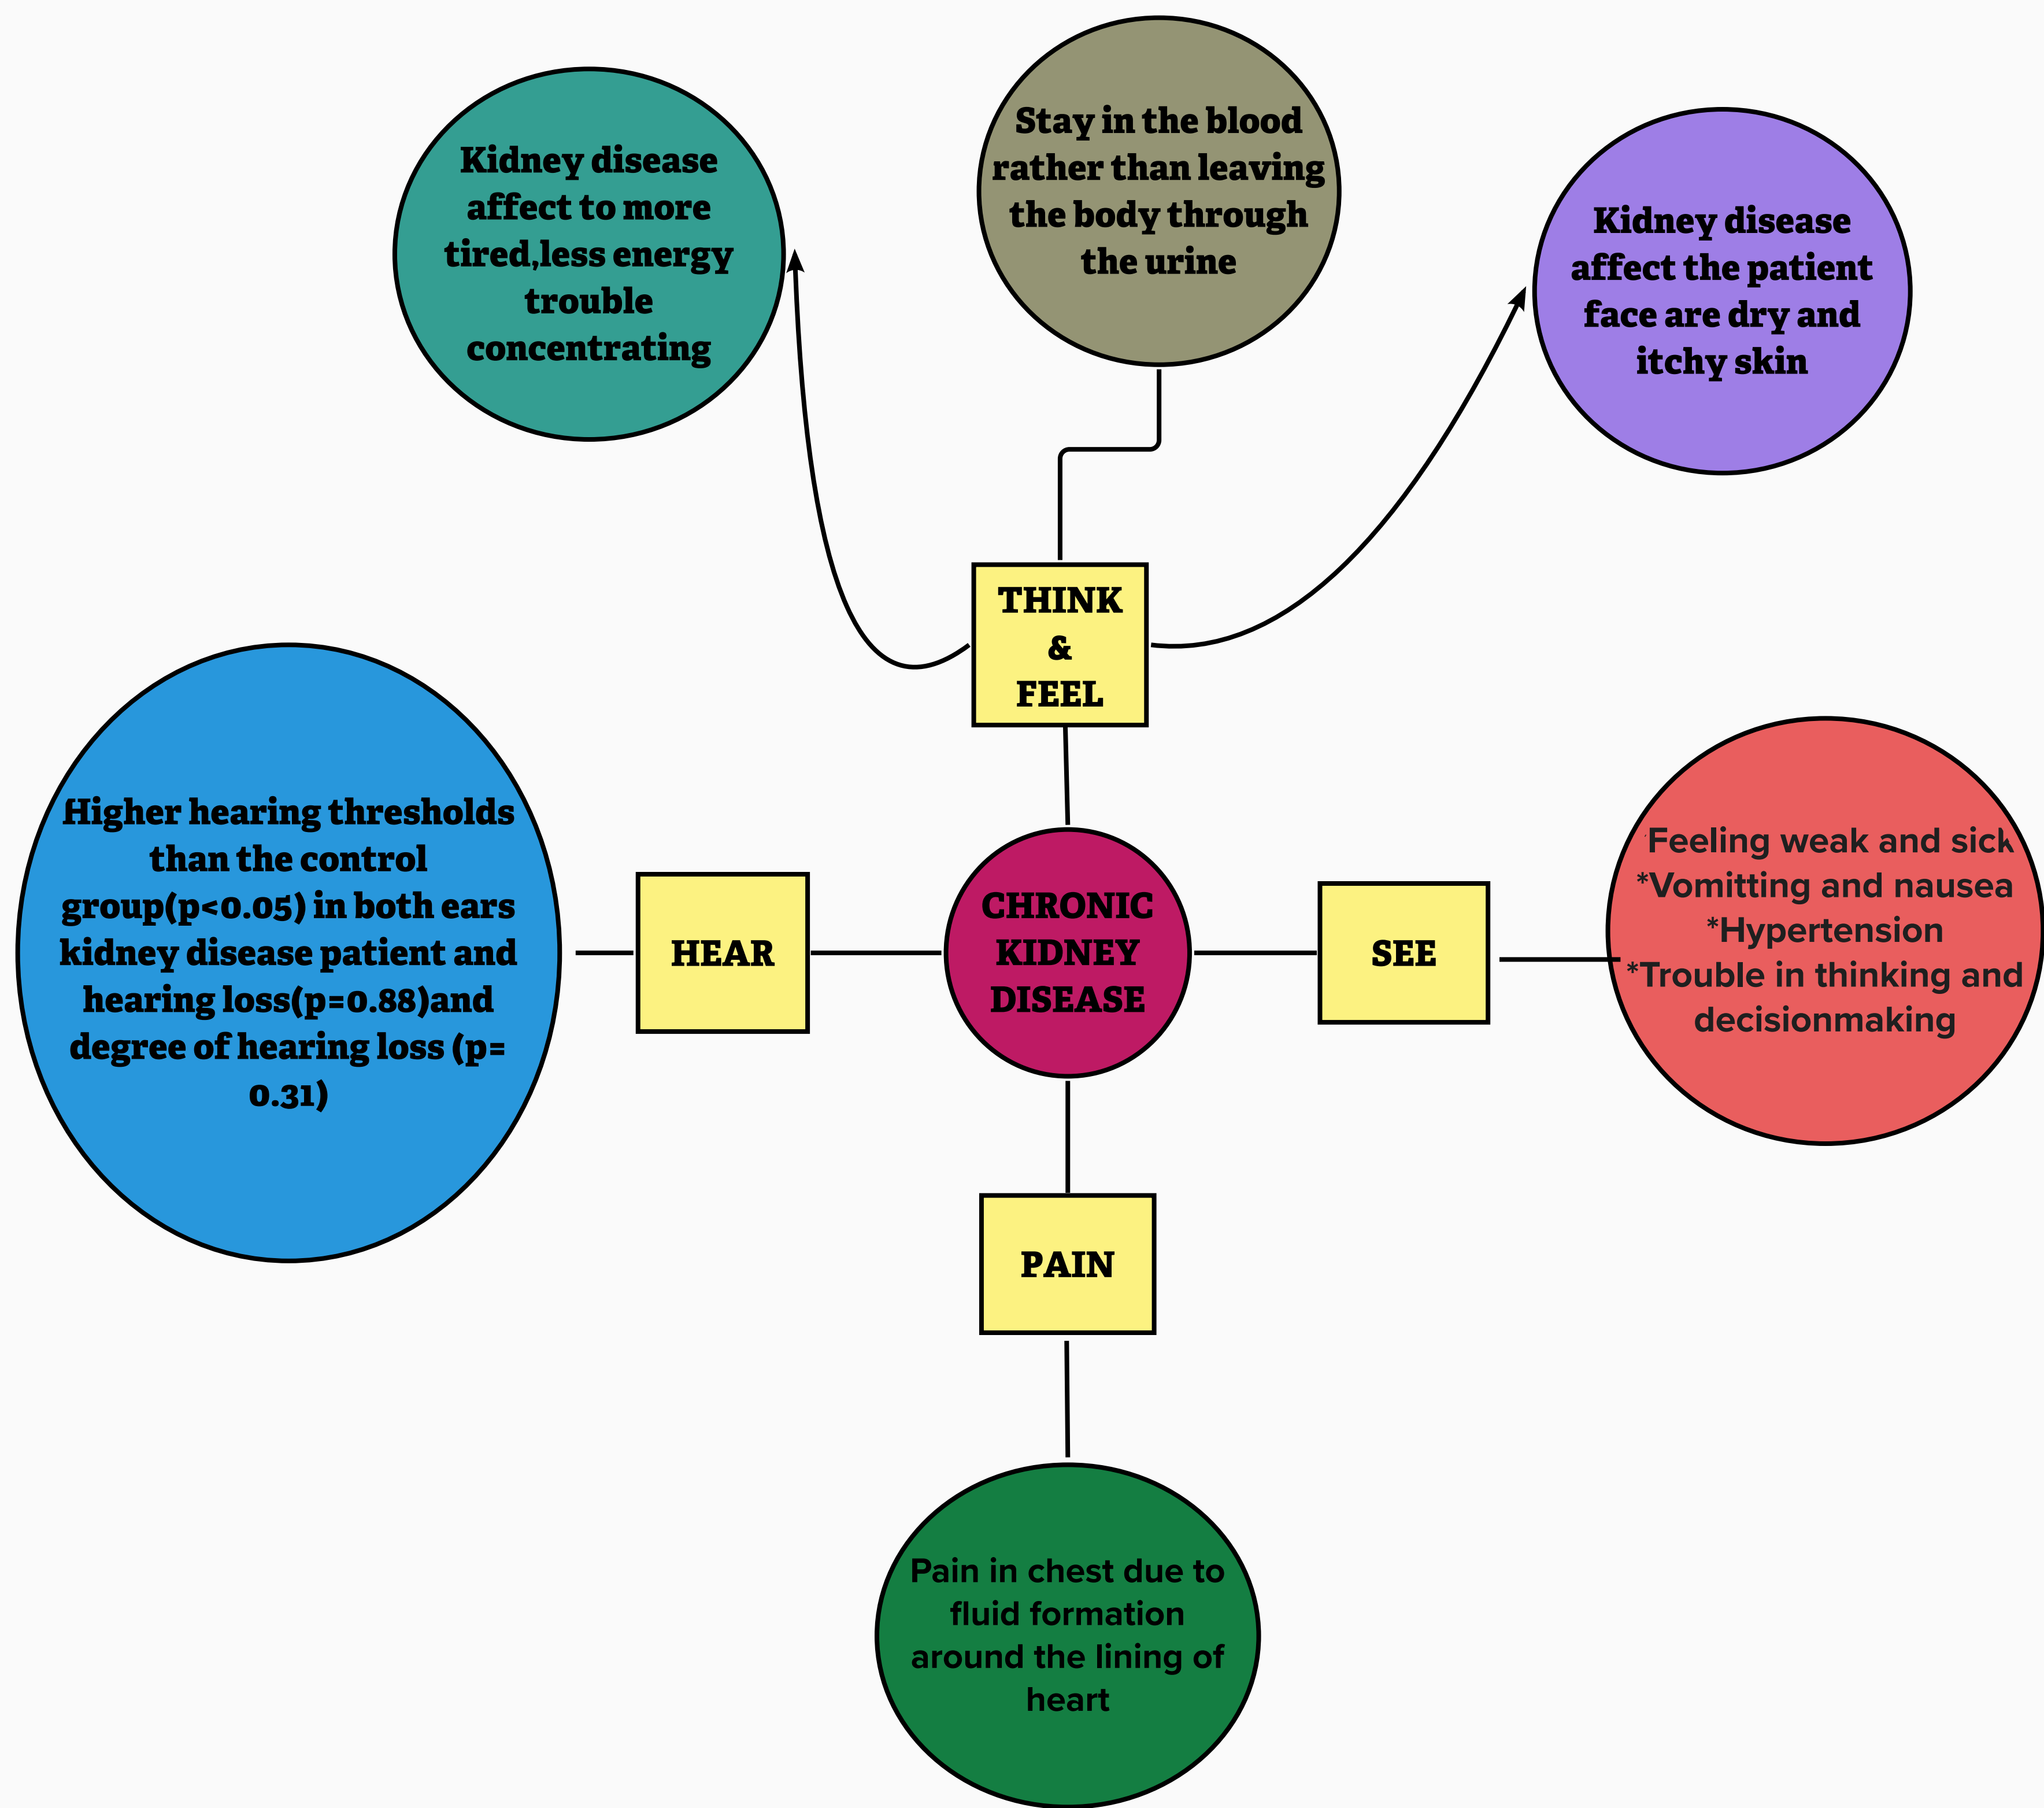 Stay in the blood
rather than leaving
the body through
the urine
Kidney disease
affect to more
tired,less energy
trouble
concentrating
Kidney disease
affect the patient
face are dry and
itchy skin
THINK
&
FEEL
Higher hearing thresholds
than the control
group(p<0.05) in both ears
kidney disease patient and
hearing loss(p=0.88)and
degree of hearing loss (p=
0.31)
HEAR
CHRONIC
KIDNEY
DISEASE
SEE
Feeling weak and sick
*Vomitting and nausea
*Hypertension
*Trouble in thinking and
decisionmaking
PAIN
Pain in chest due to
fluid formation
around the lining of
heart